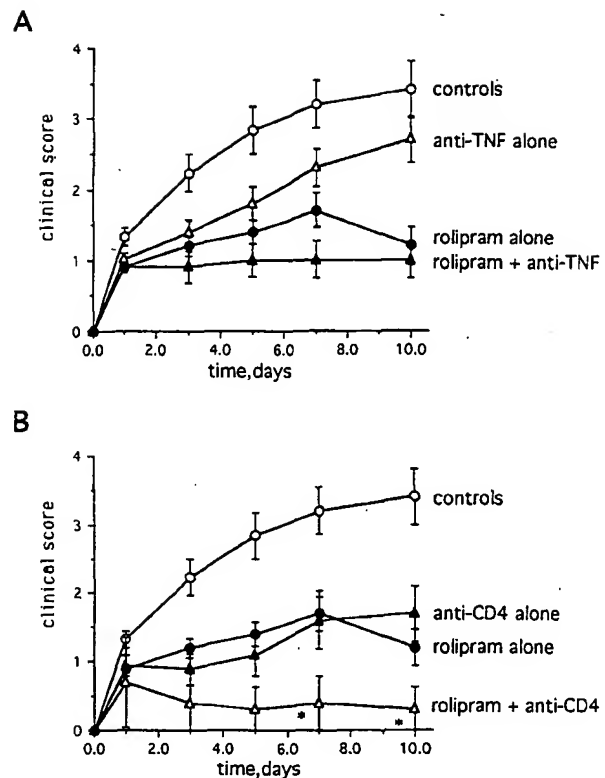 A
4
controls
3
anti-TNF alone
clinical score
2
rolipram alone
1
rolipram + anti-TNF
0
0.0 2.0 4.0 6.0 8.0 10.0
time,days
B
4
controls
3
clinical score
2
anti-CD4 alone
rolipram alone
1
rolipram + anti-CD4
* *
0
0.0 2.0 4.0 6.0 8.0 10.0
time,days